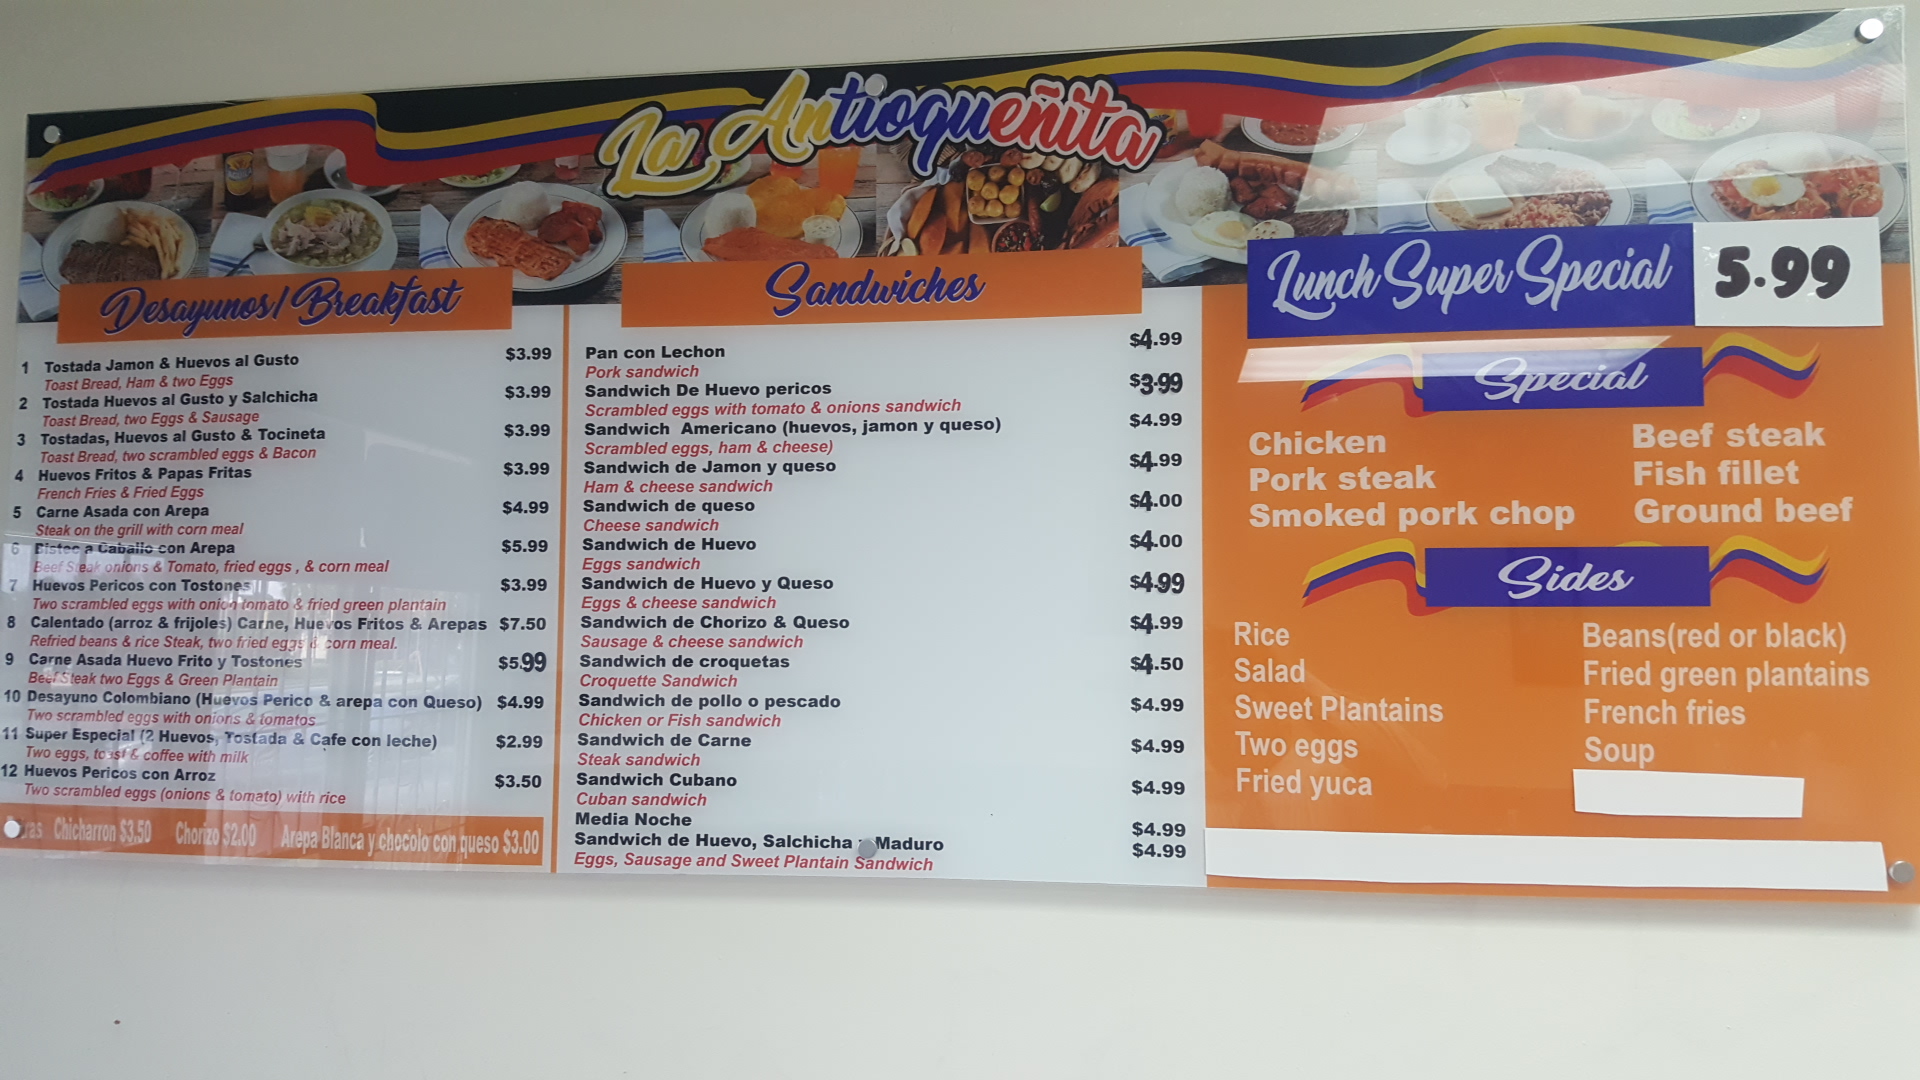 La Antioqueñita
Desayunos/Breakfast
1 Tostada Jamon & Huevos al Gusto $3.99
Toast Bread, Ham & two Eggs
2 Tostada Huevos al Gusto y Salchicha $3.99
Toast Bread, two Eggs & Sausage
3 Tostadas, Huevos al Gusto & Tocineta $3.99
Toast Bread, two scrambled eggs & Bacon
4 Huevos Fritos & Papas Fritas $3.99
French Fries & Fried Eggs
5 Carne Asada con Arepa $4.99
Steak on the grill with corn meal
6 Bistec a Caballo con Arepa $5.99
Beef Steak onions & Tomato, fried eggs , & corn meal
7 Huevos Pericos con Tostones $3.99
Two scrambled eggs with onion tomato & fried green plantain
8 Calentado (arroz & frijoles) Carne, Huevos Fritos & Arepas $7.50
Refried beans & rice Steak, two fried eggs & corn meal.
9 Carne Asada Huevo Frito y Tostones $5.99
Beef Steak two Eggs & Green Plantain
10 Desayuno Colombiano (Huevos Perico & arepa con Queso) $4.99
Two scrambled eggs with onions & tomatos
11 Super Especial (2 Huevos, Tostada & Cafe con leche) $2.99
Two eggs, toast & coffee with milk
12 Huevos Pericos con Arroz $3.50
Two scrambled eggs (onions & tomato) with rice
Chicharron $3.50 Chorizo $2.00 Arepa Blanca y chocolo con queso $3.00
Sandwiches
Pan con Lechon $4.99
Pork sandwich
Sandwich De Huevo pericos $3.99
Scrambled eggs with tomato & onions sandwich
Sandwich Americano (huevos, jamon y queso) $4.99
Scrambled eggs, ham & cheese)
Sandwich de Jamon y queso $4.99
Ham & cheese sandwich
Sandwich de queso $4.00
Cheese sandwich
Sandwich de Huevo $4.00
Eggs sandwich
Sandwich de Huevo y Queso $4.99
Eggs & cheese sandwich
Sandwich de Chorizo & Queso $4.99
Sausage & cheese sandwich
Sandwich de croquetas $4.50
Croquette Sandwich
Sandwich de pollo o pescado $4.99
Chicken or Fish sandwich
Sandwich de Carne $4.99
Steak sandwich
Sandwich Cubano $4.99
Cuban sandwich
Media Noche $4.99
Sandwich de Huevo, Salchicha Maduro $4.99
Eggs, Sausage and Sweet Plantain Sandwich
Lunch Super Special 5.99
Special
Chicken
Pork steak
Smoked pork chop
Beef steak
Fish fillet
Ground beef
Sides
Rice
Salad
Sweet Plantains
Two eggs
Fried yuca
Beans(red or black)
Fried green plantains
French fries
Soup